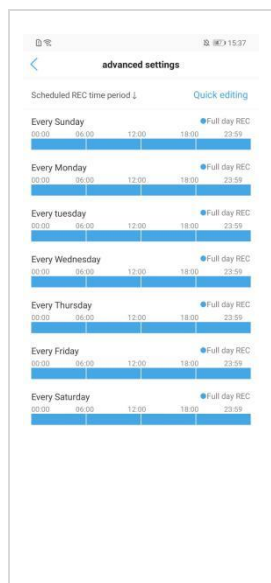 15:37
advanced settings
Scheduled REC time period↓ Quick editing
Every Sunday Full day REC
00:00 06:00 12:00 18:00 23:59
Every Monday Full day REC
00:00 06:00 12:00 18:00 23:59
Every tuesday Full day REC
00:00 06:00 12:00 18:00 23:59
Every Wednesday Full day REC
00:00 06:00 12:00 18:00 23:59
Every Thursday Full day REC
00:00 06:00 12:00 18:00 23:59
Every Friday Full day REC
00:00 06:00 12:00 18:00 23:59
Every Saturday Full day REC
00:00 06:00 12:00 18:00 23:59